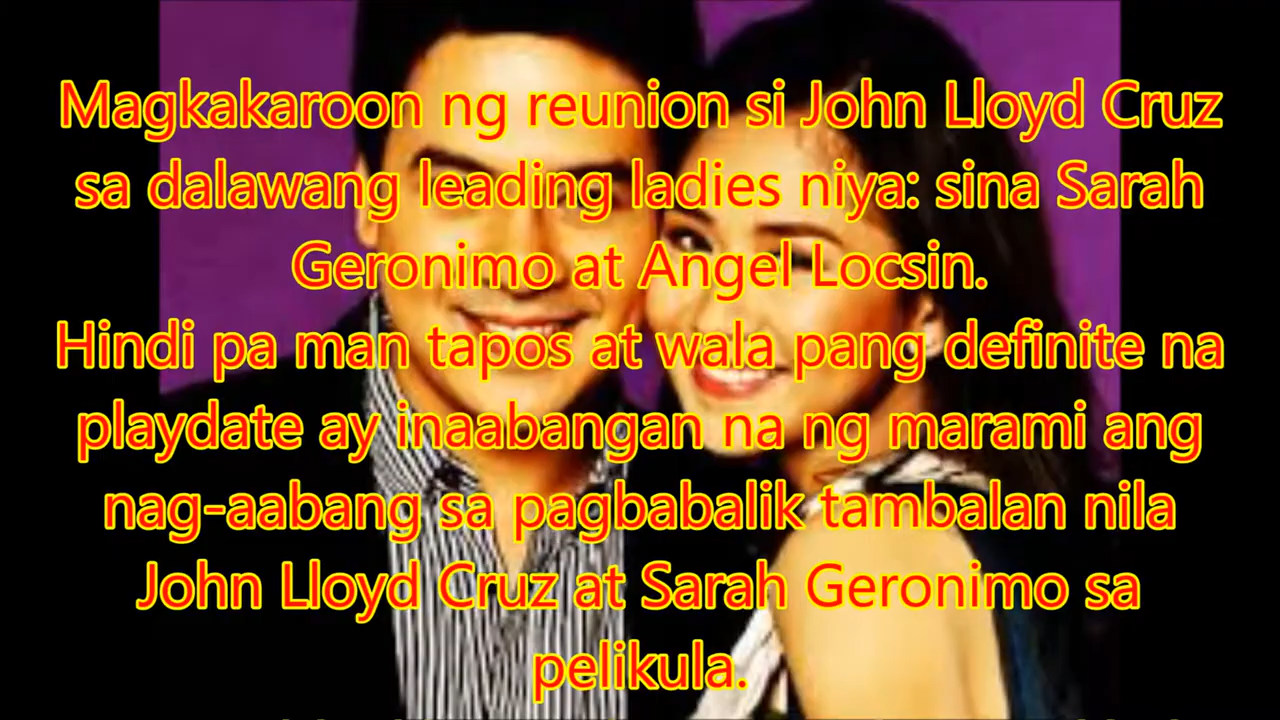 Magkakaroon ng reunion si John Lloyd Cruz
sa dalawang leading ladies niya: sina Sarah
Geronimo at Angel Locsin.
Hindi pa man tapos at wala pang definite na
playdate ay inaabangan na ng marami ang
nag-aabang sa pagbabalik tambalan nila
John Lloyd Cruz at Sarah Geronimo sa
pelikula.